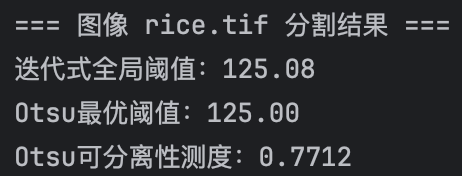 === 图像 rice.tif 分割结果 ===
迭代式全局阈值：125.08
Otsu最优阈值：125.00
Otsu可分离性测度：0.7712